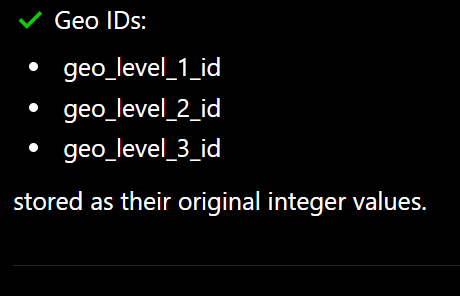 ✓ Geo IDs:
• geo_level_1_id
• geo_level_2_id
• geo_level_3_id
stored as their original integer values.